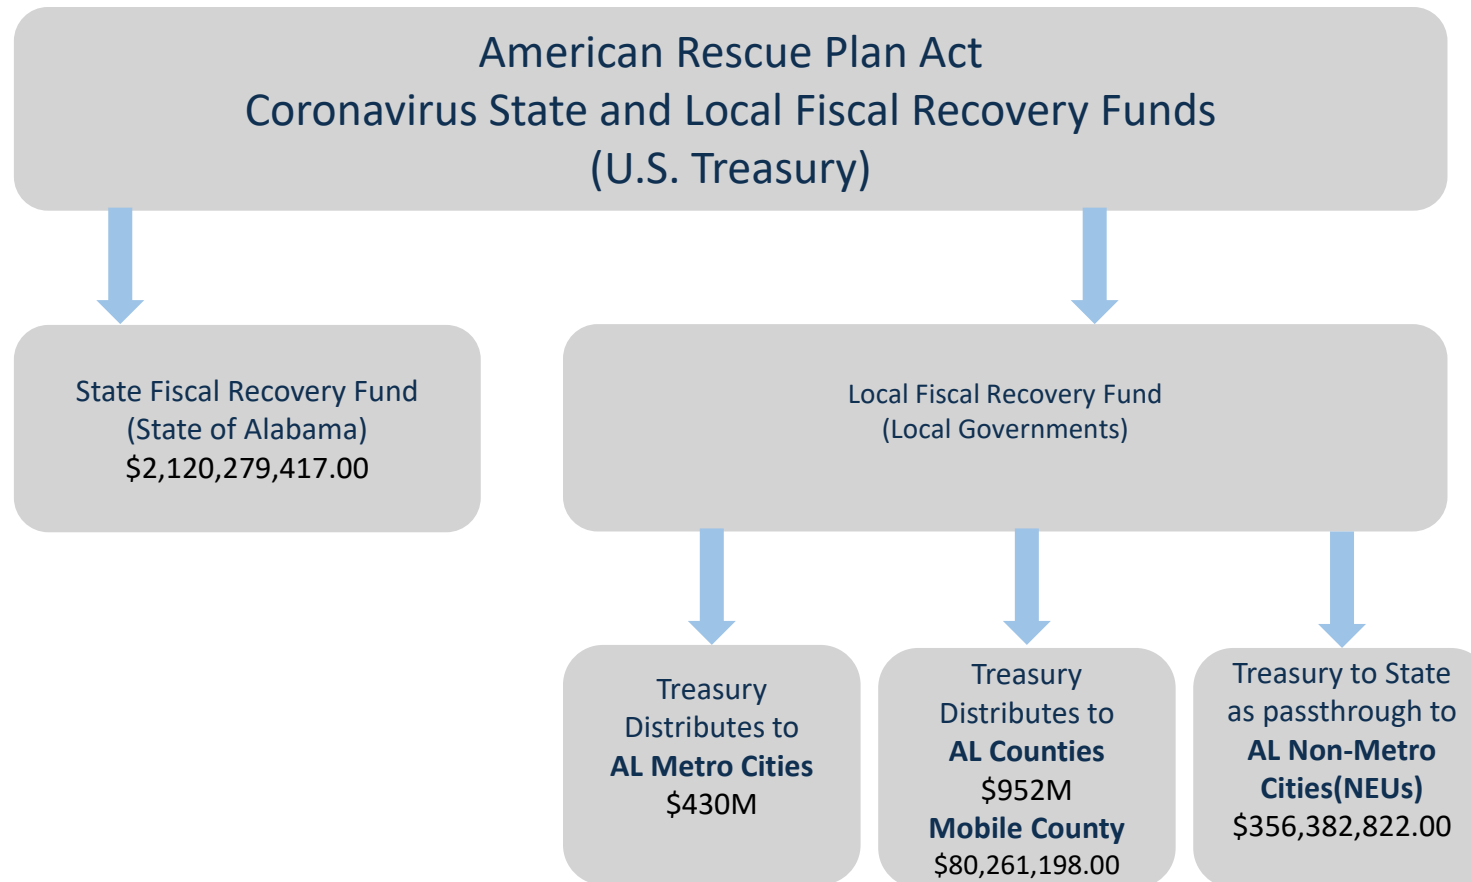 American Rescue Plan Act
Coronavirus State and Local Fiscal Recovery Funds
(U.S. Treasury)
State Fiscal Recovery Fund
(State of Alabama)
$2,120,279,417.00
Local Fiscal Recovery Fund
(Local Governments)
Treasury
Distributes to
AL Metro Cities
$430M
Treasury
Distributes to
AL Counties
$952M
Mobile County
$80,261,198.00
Treasury to State
as passthrough to
AL Non-Metro
Cities(NEUs)
$356,382,822.00